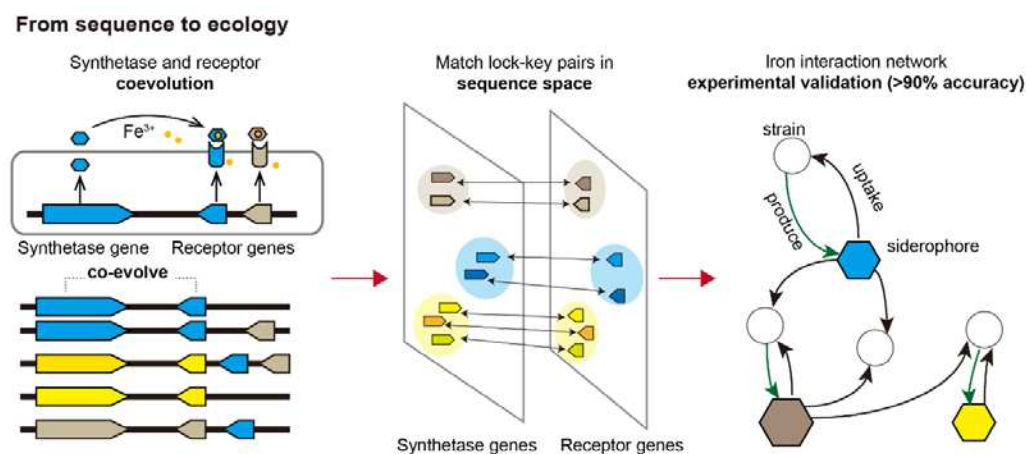 From sequence to ecology
Synthetase and receptor
coevolution
Fe³⁺
Synthetase gene
Receptor genes
co-evolve
Match lock-key pairs in
sequence space
Synthetase genes
Receptor genes
Iron interaction network
experimental validation (>90% accuracy)
strain
uptake
produce
siderophore